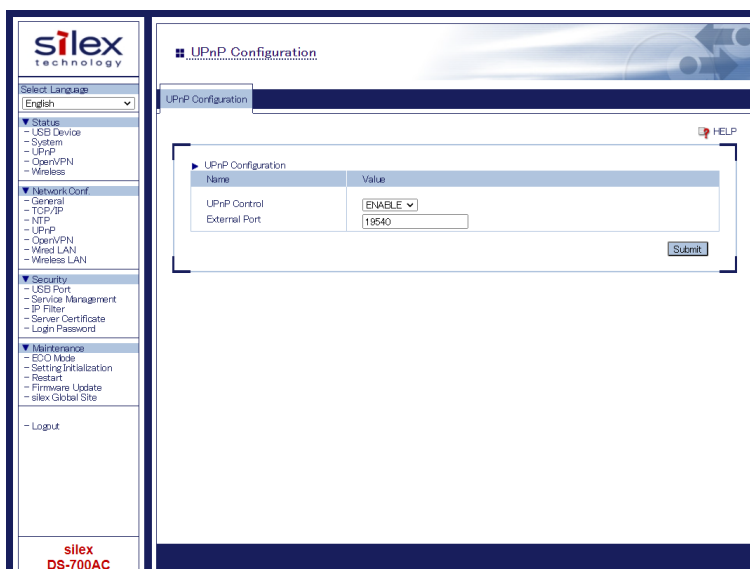 silex
technology
Select Language
English
▼ Status
- USB Device
- System
- UPnP
- OpenVPN
- Wireless
▼ Network Conf.
- General
- TCP/IP
- NTP
- UPnP
- OpenVPN
- Wired LAN
- Wireless LAN
▼ Security
- USB Port
- Service Management
- IP Filter
- Server Certificate
- Login Password
▼ Maintenance
- ECO Mode
- Setting Initialization
- Restart
- Firmware Update
- silex Global Site
- Logout
silex
DS-700AC
UPnP Configuration
UPnP Configuration
HELP
UPnP Configuration
Name Value
UPnP Control ENABLE
External Port 19540
Submit